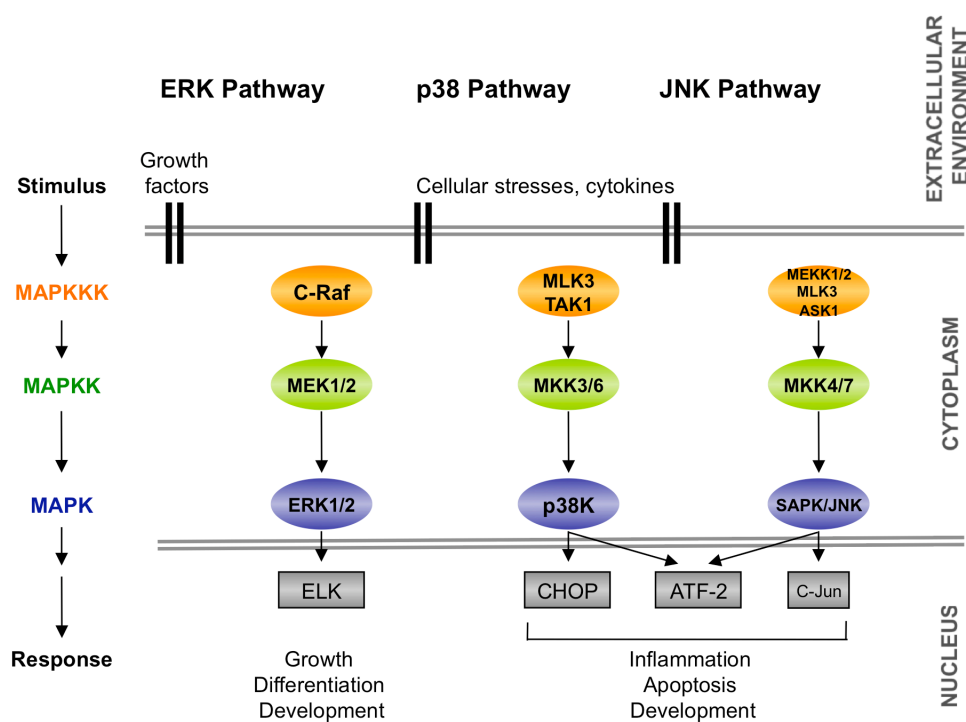 EXTRACELLULAR
ENVIRONMENT
ERK Pathway
p38 Pathway
JNK Pathway
Growth
factors
Stimulus
Cellular stresses, cytokines
MAPKKK
C-Raf
MLK3
TAK1
MEKK1/2
MLK3
ASK1
MAPKK
MEK1/2
MKK3/6
MKK4/7
CYTOPLASM
MAPK
ERK1/2
p38K
SAPK/JNK
ELK
CHOP
ATF-2
C-Jun
NUCLEUS
Response
Growth
Differentiation
Development
Inflammation
Apoptosis
Development